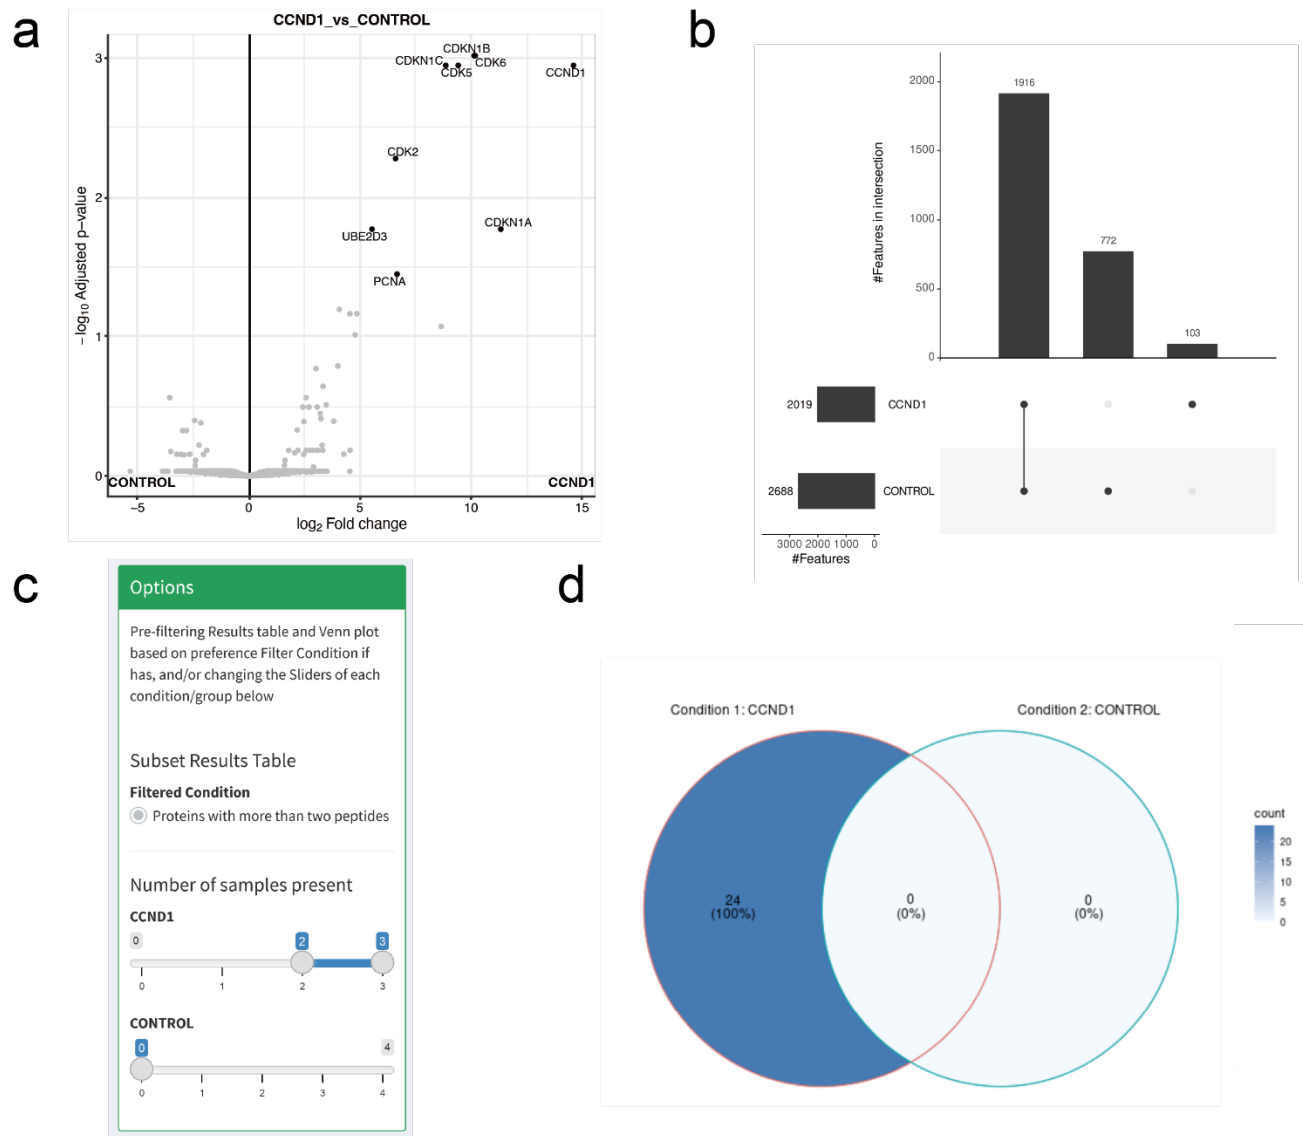 a
CCND1_vs_CONTROL
CDKN1B
CDKN1C
CDK6
CDK5
CCND1
CDK2
CDKN1A
UBE2D3
PCNA
3
2
1
0
−log10 Adjusted p−value
CONTROL
CCND1
−5
0
5
10
15
log2 Fold change
b
2000
1500
1000
500
0
#Features in intersection
1916
772
103
2019
CCND1
2688
CONTROL
3000 2000 1000 0
#Features
c
Options
Pre-filtering Results table and Venn plot
based on preference Filter Condition if
has, and/or changing the Sliders of each
condition/group below
Subset Results Table
Filtered Condition
Proteins with more than two peptides
Number of samples present
CCND1
0
2
3
0 1 2 3
CONTROL
0
4
0 1 2 3 4
d
Condition 1: CCND1
Condition 2: CONTROL
24
(100%)
0
(0%)
0
(0%)
count
20
15
10
5
0